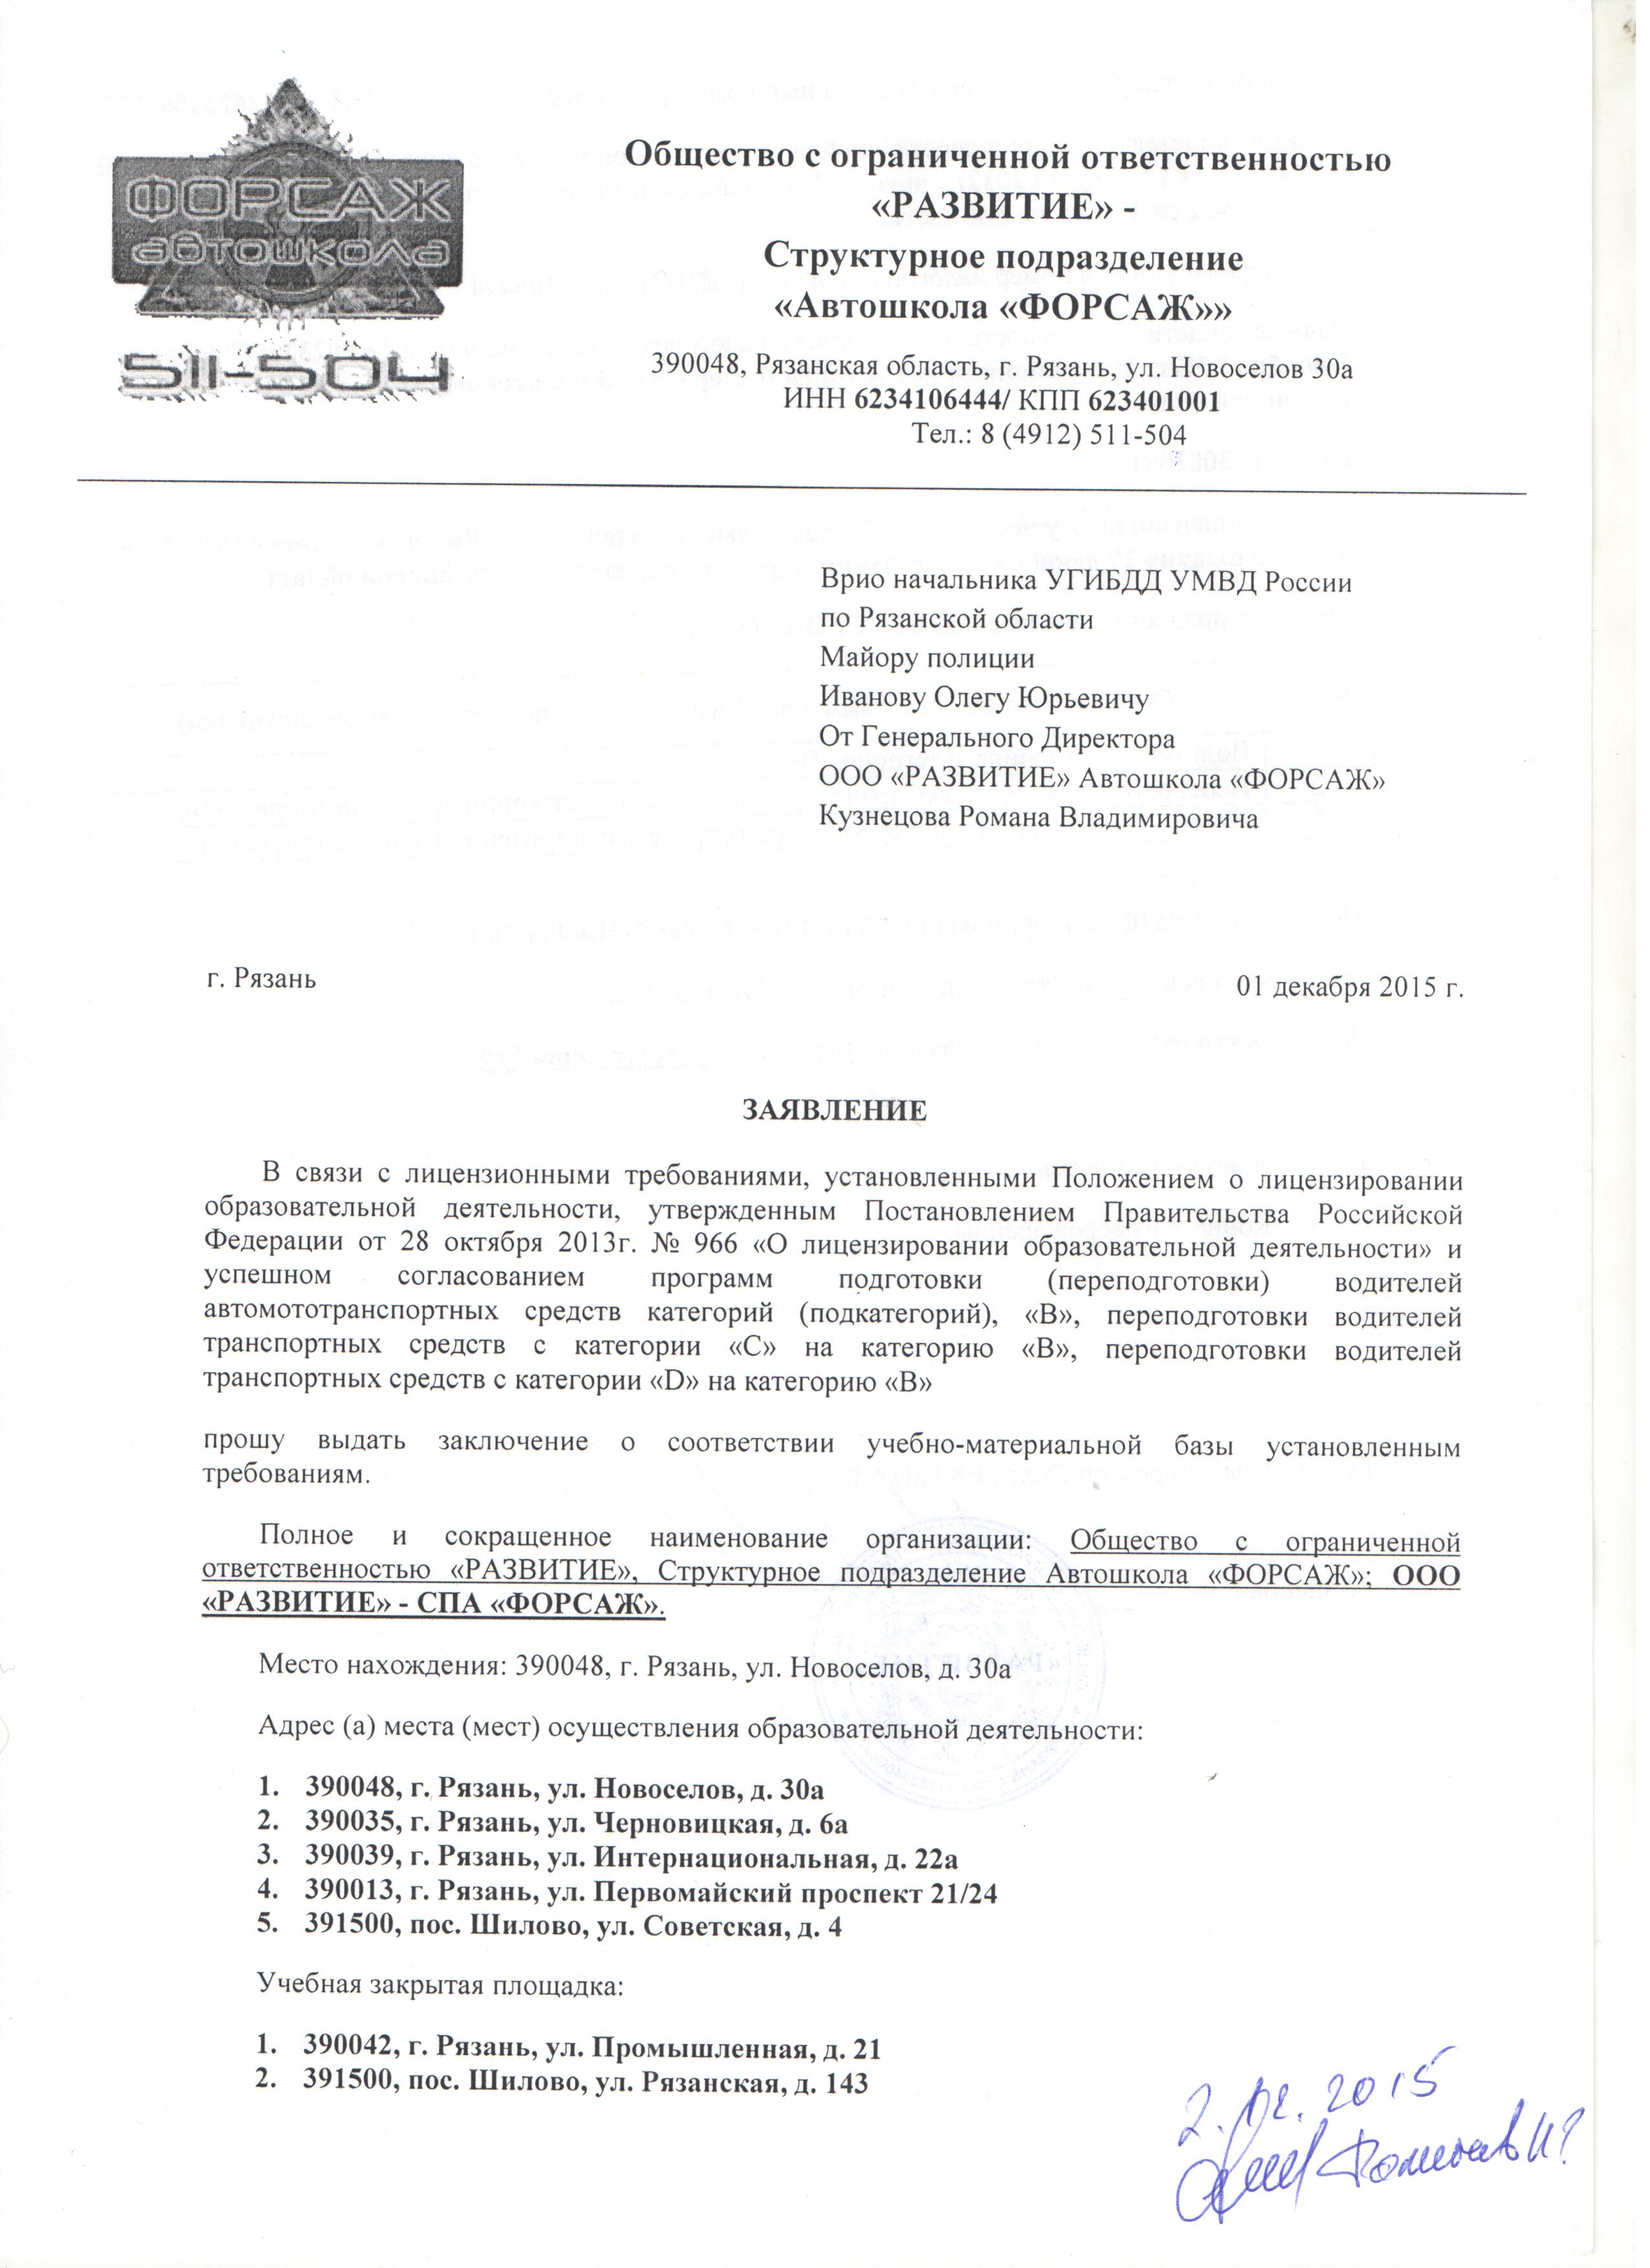 ФОРСАЖ
автошкола
511-504
Общество с ограниченной ответственностью
«РАЗВИТИЕ» -
Структурное подразделение
«Автошкола «ФОРСАЖ»»
390048, Рязанская область, г. Рязань, ул. Новоселов 30а
ИНН 6234106444/ КПП 623401001
Тел.: 8 (4912) 511-504
Врио начальника УГИБДД УМВД России
по Рязанской области
Майору полиции
Иванову Олегу Юрьевичу
От Генерального Директора
ООО «РАЗВИТИЕ» Автошкола «ФОРСАЖ»
Кузнецова Романа Владимировича
г. Рязань 01 декабря 2015 г.
ЗАЯВЛЕНИЕ
В связи с лицензионными требованиями, установленными Положением о лицензировании
образовательной деятельности, утвержденным Постановлением Правительства Российской
Федерации от 28 октября 2013г. № 966 «О лицензировании образовательной деятельности» и
успешном согласованием программ подготовки (переподготовки) водителей
автомототранспортных средств категорий (подкатегорий), «В», переподготовки водителей
транспортных средств с категории «С» на категорию «В», переподготовки водителей
транспортных средств с категории «D» на категорию «В»
прошу выдать заключение о соответствии учебно-материальной базы установленным
требованиям.
Полное и сокращенное наименование организации: Общество с ограниченной
ответственностью «РАЗВИТИЕ», Структурное подразделение Автошкола «ФОРСАЖ»; ООО
«РАЗВИТИЕ» - СПА «ФОРСАЖ».
Место нахождения: 390048, г. Рязань, ул. Новоселов, д. 30а
Адрес (а) места (мест) осуществления образовательной деятельности:
1. 390048, г. Рязань, ул. Новоселов, д. 30а
2. 390035, г. Рязань, ул. Черновицкая, д. 6а
3. 390039, г. Рязань, ул. Интернациональная, д. 22а
4. 390013, г. Рязань, ул. Первомайский проспект 21/24
5. 391500, пос. Шилово, ул. Советская, д. 4
Учебная закрытая площадка:
1. 390042, г. Рязань, ул. Промышленная, д. 21
2. 391500, пос. Шилово, ул. Рязанская, д. 143
2.12.2015